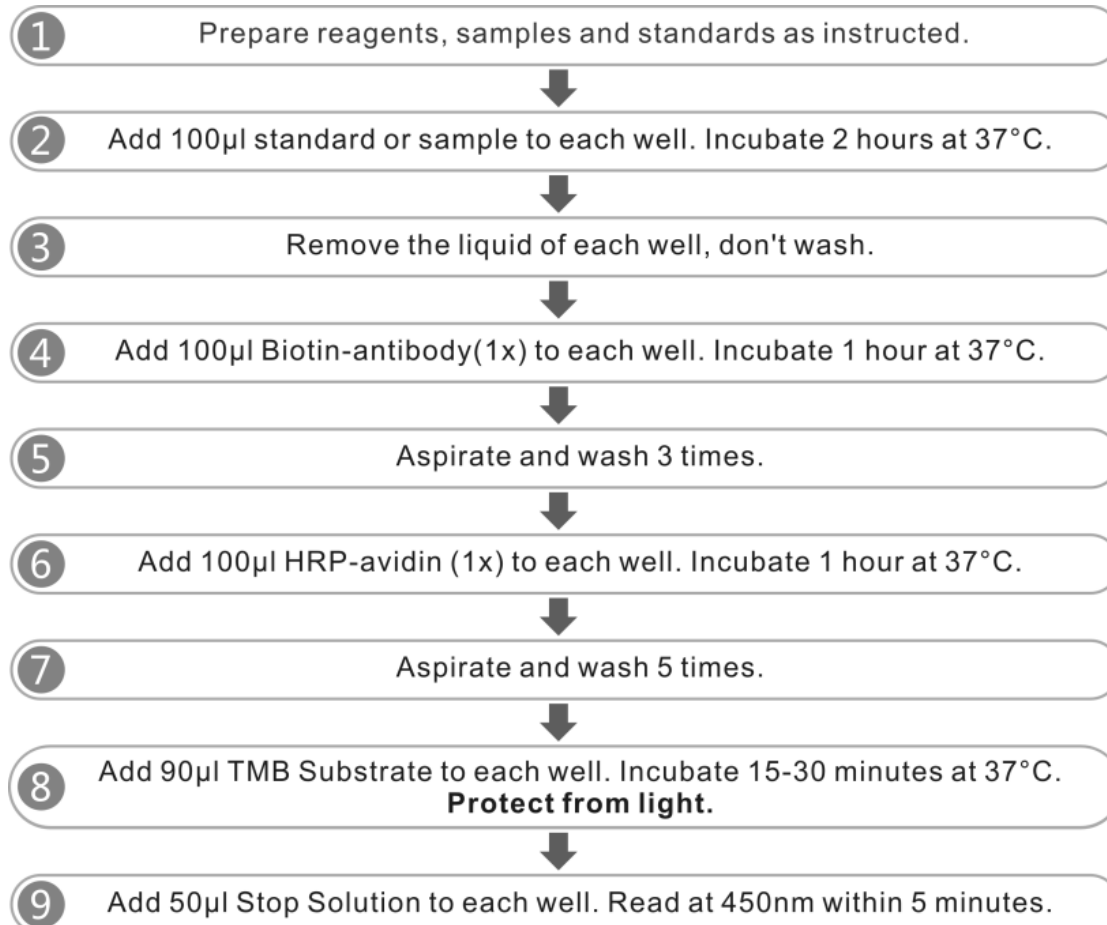 1 Prepare reagents, samples and standards as instructed.
2 Add 100µl standard or sample to each well. Incubate 2 hours at 37°C.
3 Remove the liquid of each well, don't wash.
4 Add 100µl Biotin-antibody(1x) to each well. Incubate 1 hour at 37°C.
5 Aspirate and wash 3 times.
6 Add 100µl HRP-avidin (1x) to each well. Incubate 1 hour at 37°C.
7 Aspirate and wash 5 times.
8 Add 90µl TMB Substrate to each well. Incubate 15-30 minutes at 37°C.
Protect from light.
9 Add 50µl Stop Solution to each well. Read at 450nm within 5 minutes.